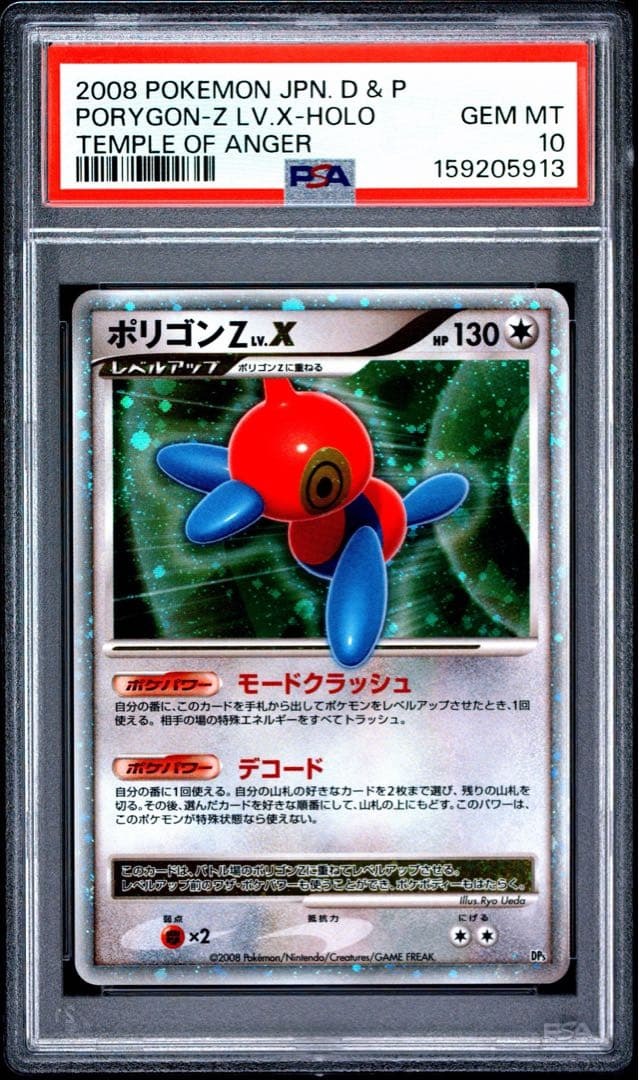 2008 POKEMON JPN. D & P
PORYGON-Z LV.X-HOLO GEM MT
TEMPLE OF ANGER 10
PSA 159205913
ポリゴンZ LV.X HP 130
レベルアップ ポリゴンZに重ねる
ポケパワー モードクラッシュ
自分の番に、このカードを手札から出してポケモンをレベルアップさせたとき、1回
使える。相手の場の特殊エネルギーをすべてトラッシュ。
ポケパワー デコード
自分の番に1回使える。自分の山札の好きなカードを2枚まで選び、残りの山札を
切る。その後、選んだカードを好きな順番にして、山札の上にもどす。このパワーは、
このポケモンが特殊状態なら使えない。
このカードは、バトル場のポリゴンZに重ねてレベルアップさせる。
レベルアップ前のワザ・ポケパワーも使うことができ、ポケボディーもはたらく。
Illus.Ryo Ueda
弱点 抵抗力 にげる
×2
©2008 Pokémon/Nintendo/Creatures/GAME FREAK. DP5
PSA